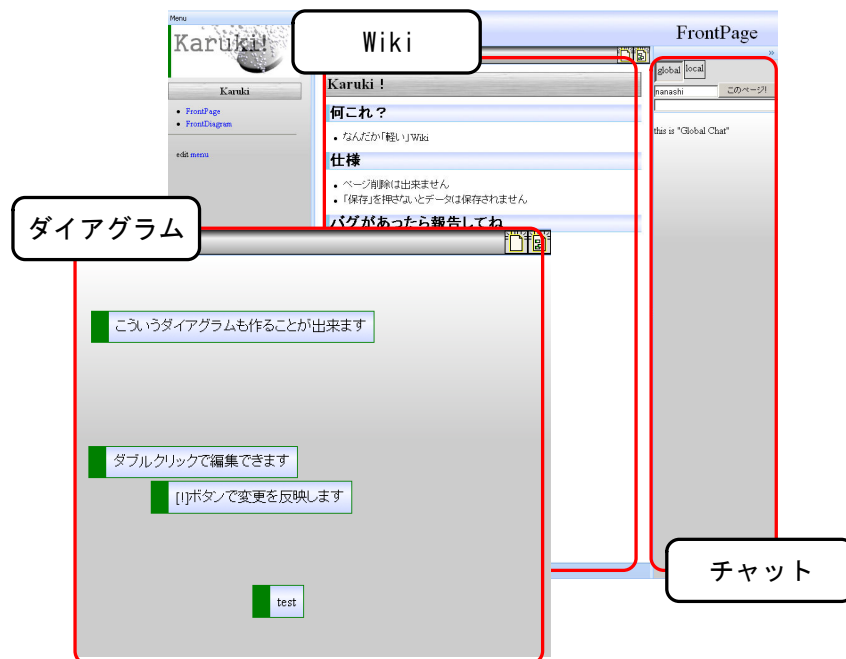 Menu
Karuki!
Wiki
FrontPage
»
Karuki
• FrontPage
• FrontDiagram
edit menu
Karuki !
何これ？
• なんだか「軽い」Wiki
仕様
• ページ削除は出来ません
• 「保存」を押さないとデータは保存されません
バグがあったら報告してね
global local
nanashi このページ!
this is "Global Chat"
ダイアグラム
こういうダイアグラムも作ることが出来ます
ダブルクリックで編集できます
[!]ボタンで変更を反映します
test
チャット